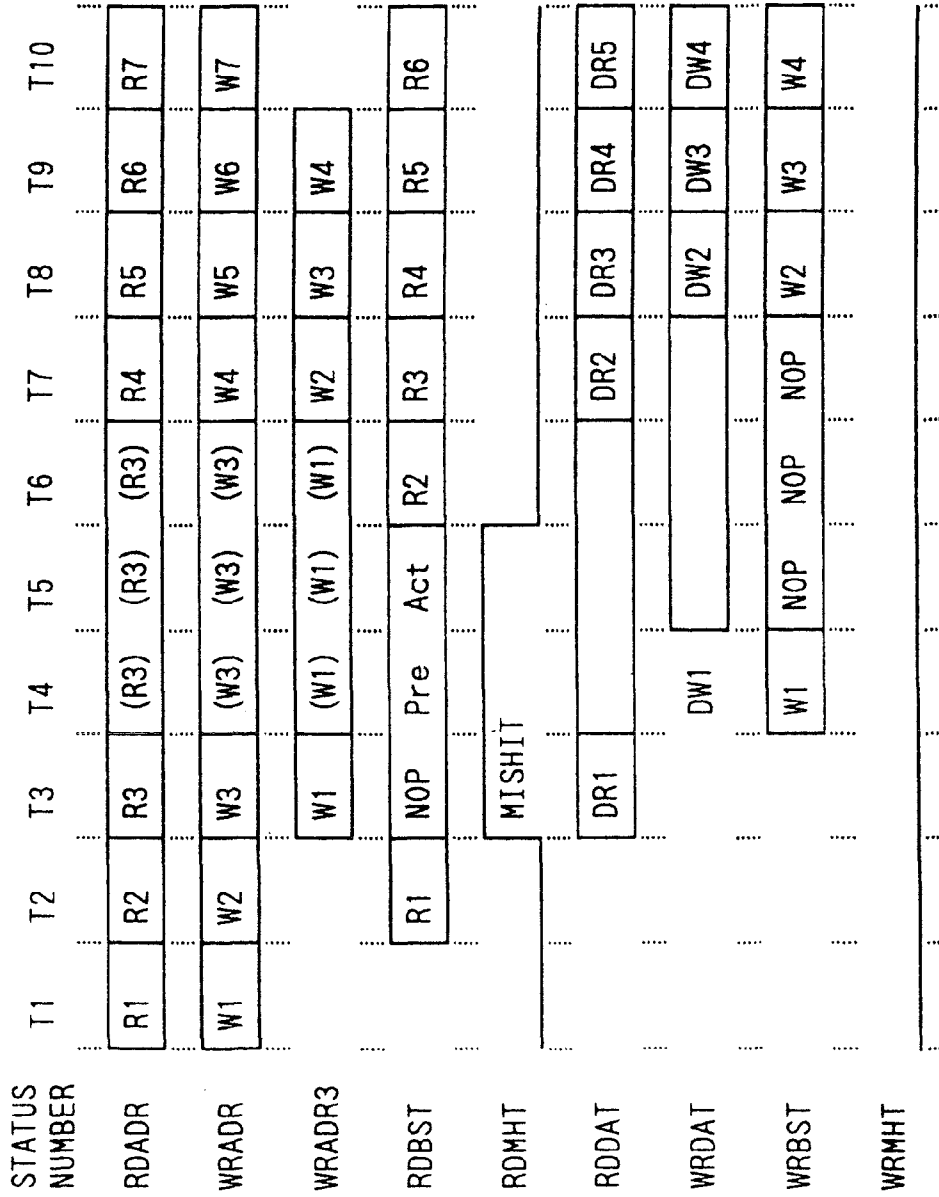 STATUS NUMBER T1 T2 T3 T4 T5 T6 T7 T8 T9 T10
RDADR R1 R2 R3 (R3) (R3) (R3) R4 R5 R6 R7
WRADR W1 W2 W3 (W3) (W3) (W3) W4 W5 W6 W7
WRADR3 W1 (W1) (W1) (W1) W2 W3 W4
RDBST R1 NOP Pre Act R2 R3 R4 R5 R6
RDMHT MISHIT
RDDAT DR1 DR2 DR3 DR4 DR5
WRDAT DW1 DW2 DW3 DW4
WRBST W1 NOP NOP NOP W2 W3 W4
WRMHT